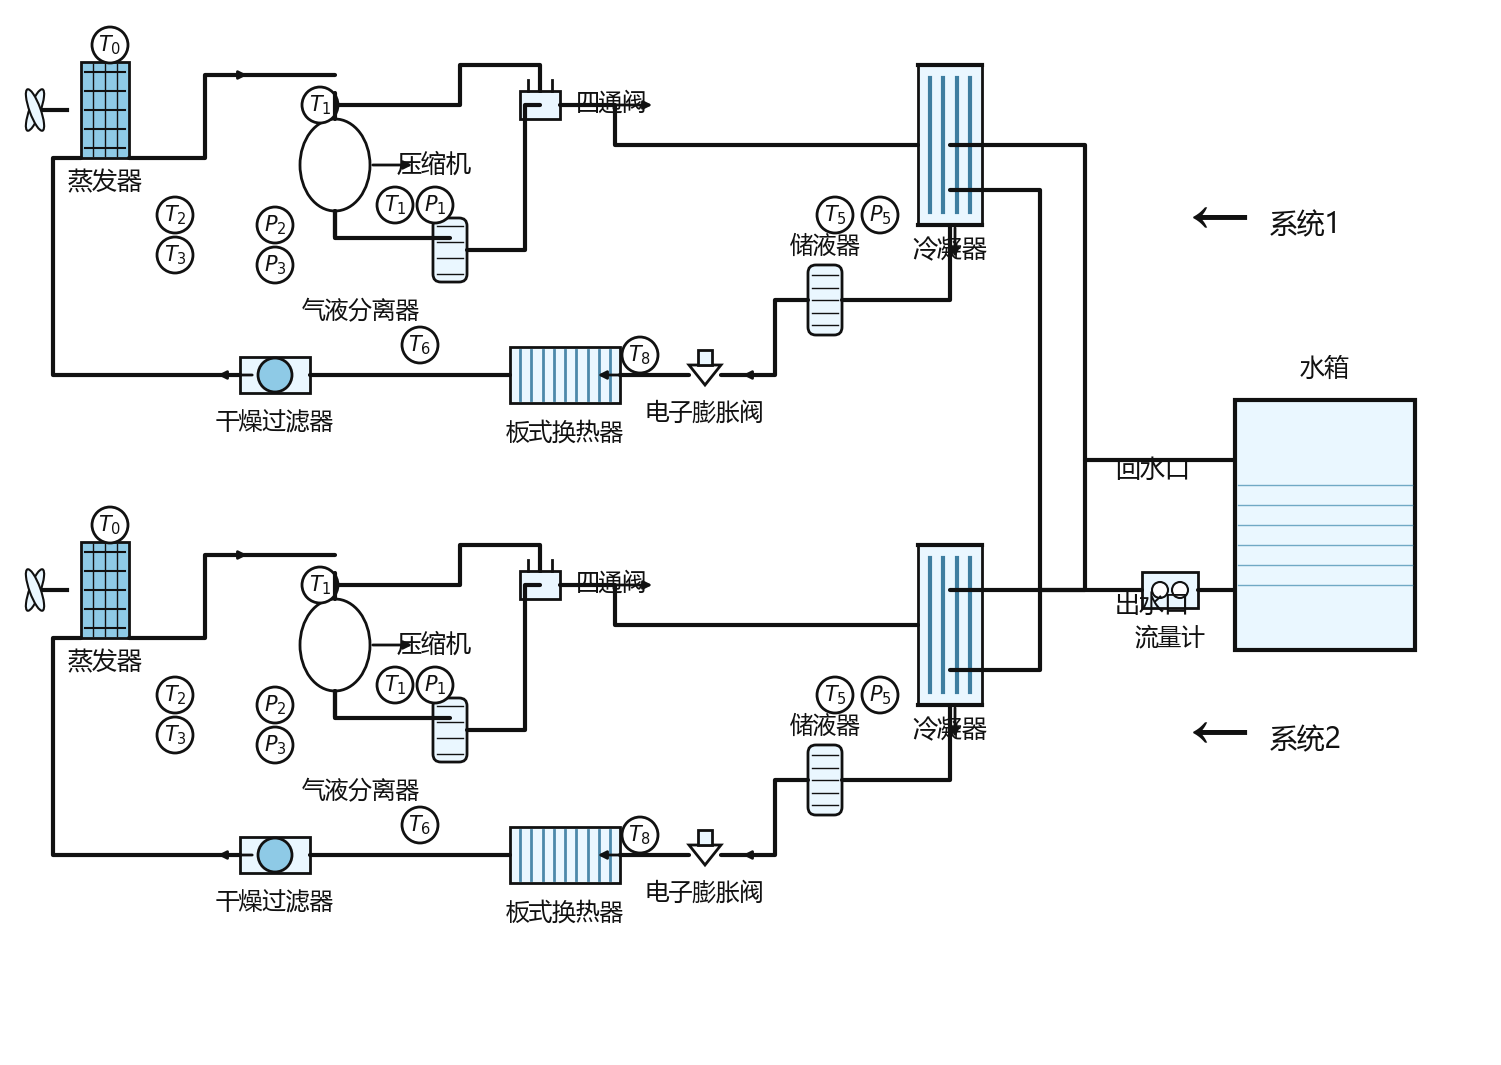 T0
T1
四通阀
压缩机
蒸发器
T1 P1
T2 P2
T3 P3
T5 P5
储液器
冷凝器
系统1
气液分离器
T6
T8
水箱
干燥过滤器
板式换热器
电子膨胀阀
回水口
T0
T1
四通阀
出水口
流量计
压缩机
蒸发器
T1 P1
T2 P2
T3 P3
T5 P5
储液器
冷凝器
系统2
气液分离器
T6
T8
干燥过滤器
板式换热器
电子膨胀阀